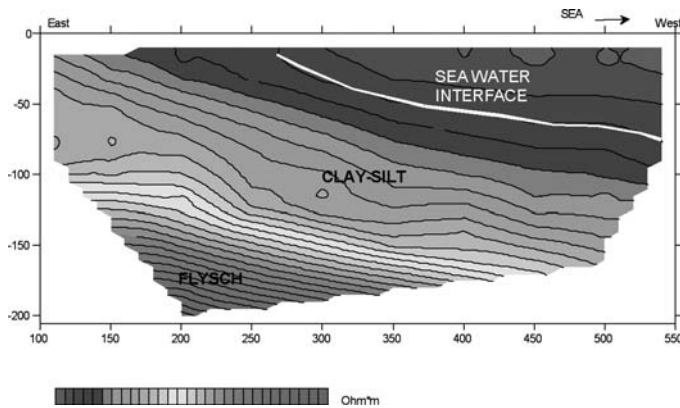 East SEA West
0
SEA WATER
INTERFACE
-50
-100
CLAY-SILT
-150
FLYSCH
-200
100 150 200 250 300 350 400 450 500 550
Ohm*m